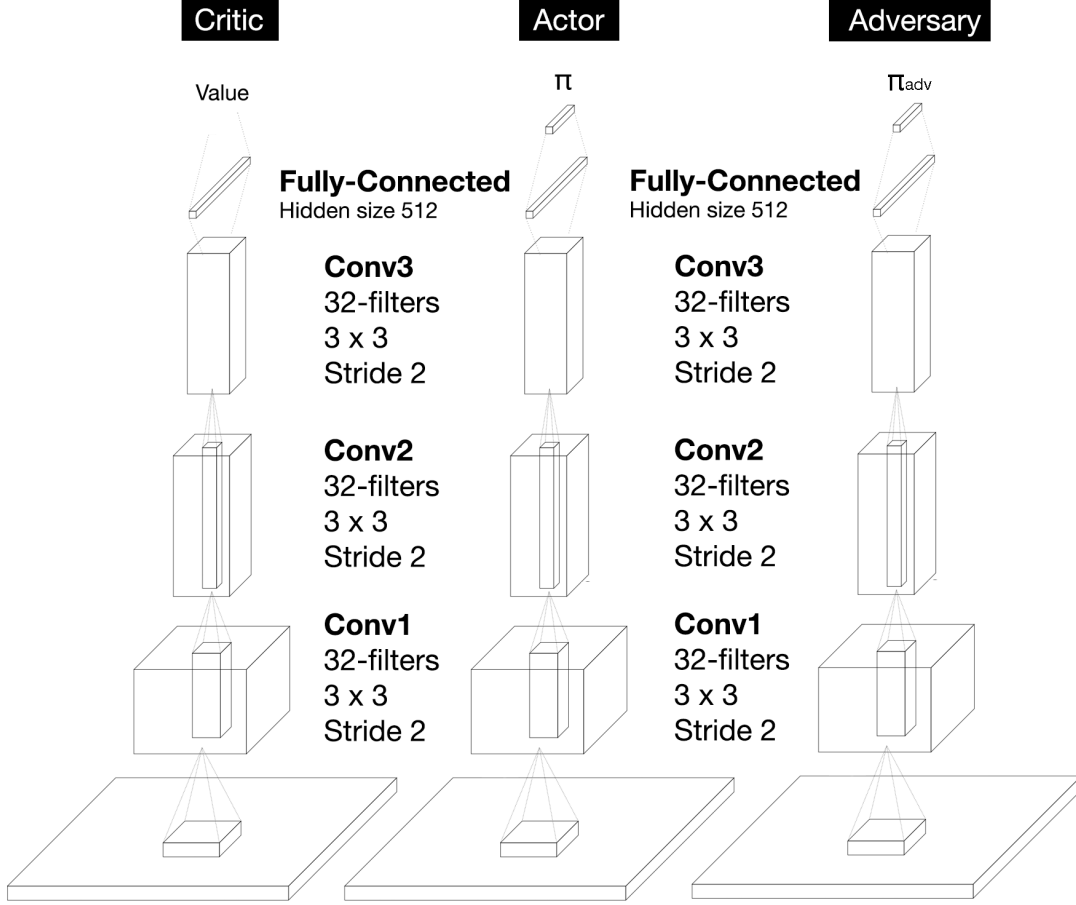 Critic
Actor
Adversary
Value
π
πadv
Fully-Connected
Hidden size 512
Fully-Connected
Hidden size 512
Conv3
32-filters
3 x 3
Stride 2
Conv3
32-filters
3 x 3
Stride 2
Conv2
32-filters
3 x 3
Stride 2
Conv2
32-filters
3 x 3
Stride 2
Conv1
32-filters
3 x 3
Stride 2
Conv1
32-filters
3 x 3
Stride 2